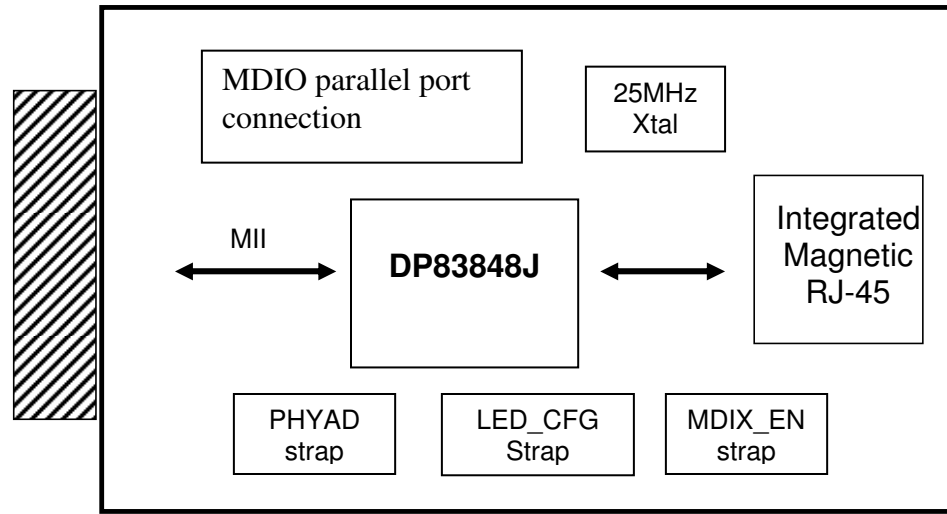 MDIO parallel port
connection
25MHz
Xtal
MII
DP83848J
Integrated
Magnetic
RJ-45
PHYAD
strap
LED_CFG
Strap
MDIX_EN
strap